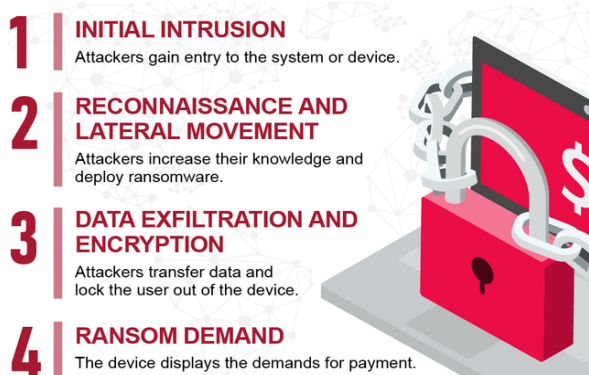 1
INITIAL INTRUSION
Attackers gain entry to the system or device.
2
RECONNAISSANCE AND
LATERAL MOVEMENT
Attackers increase their knowledge and
deploy ransomware.
3
DATA EXFILTRATION AND
ENCRYPTION
Attackers transfer data and
lock the user out of the device.
4
RANSOM DEMAND
The device displays the demands for payment.
$